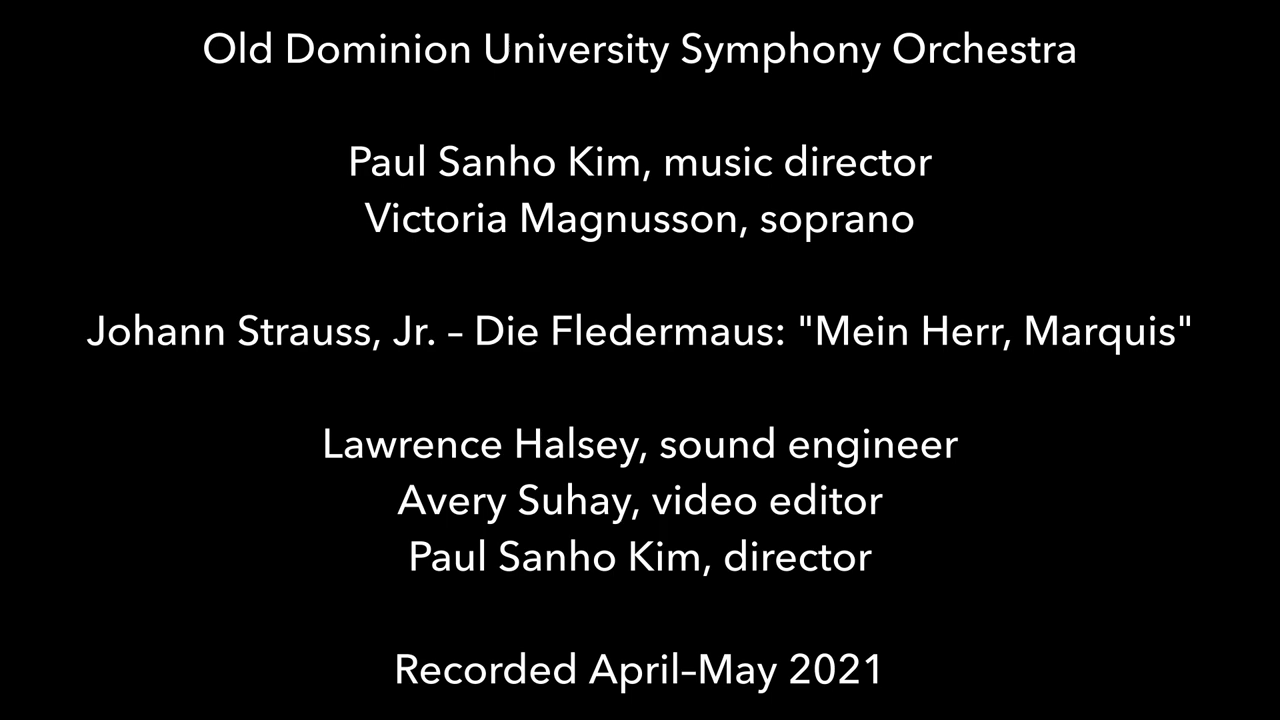 Old Dominion University Symphony Orchestra
Paul Sanho Kim, music director
Victoria Magnusson, soprano
Johann Strauss, Jr. – Die Fledermaus: "Mein Herr, Marquis"
Lawrence Halsey, sound engineer
Avery Suhay, video editor
Paul Sanho Kim, director
Recorded April–May 2021